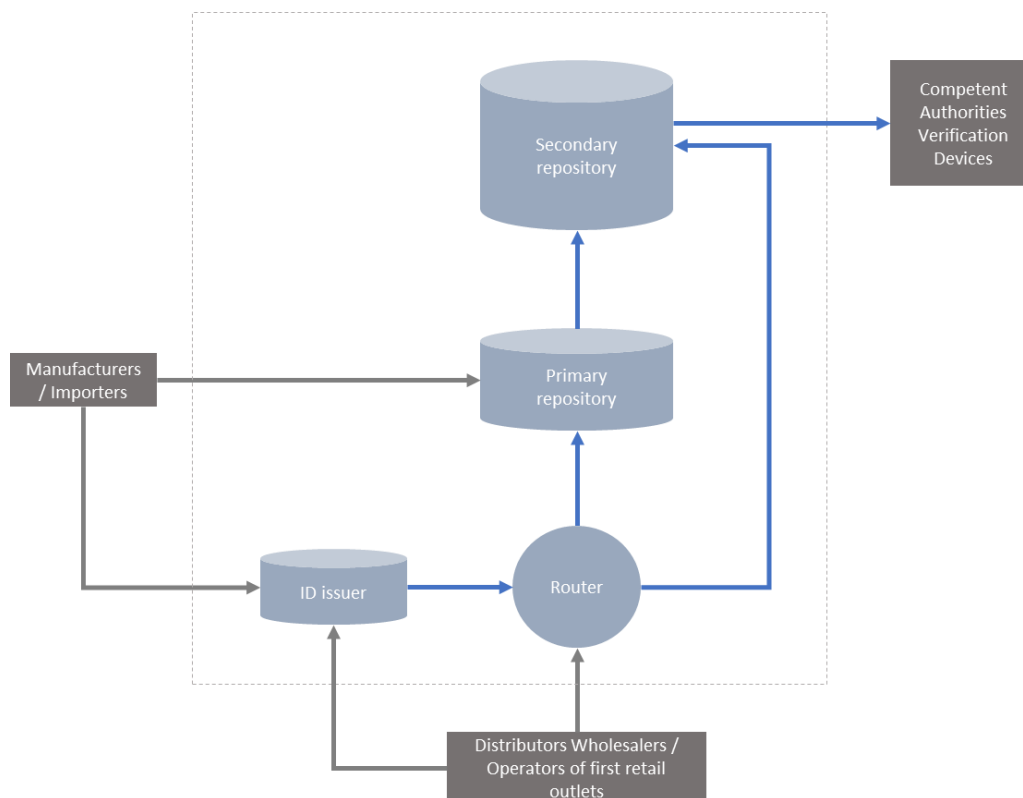 Secondary
repository
Competent
Authorities
Verification
Devices
Manufacturers
/ Importers
Primary
repository
ID issuer
Router
Distributors Wholesalers /
Operators of first retail
outlets